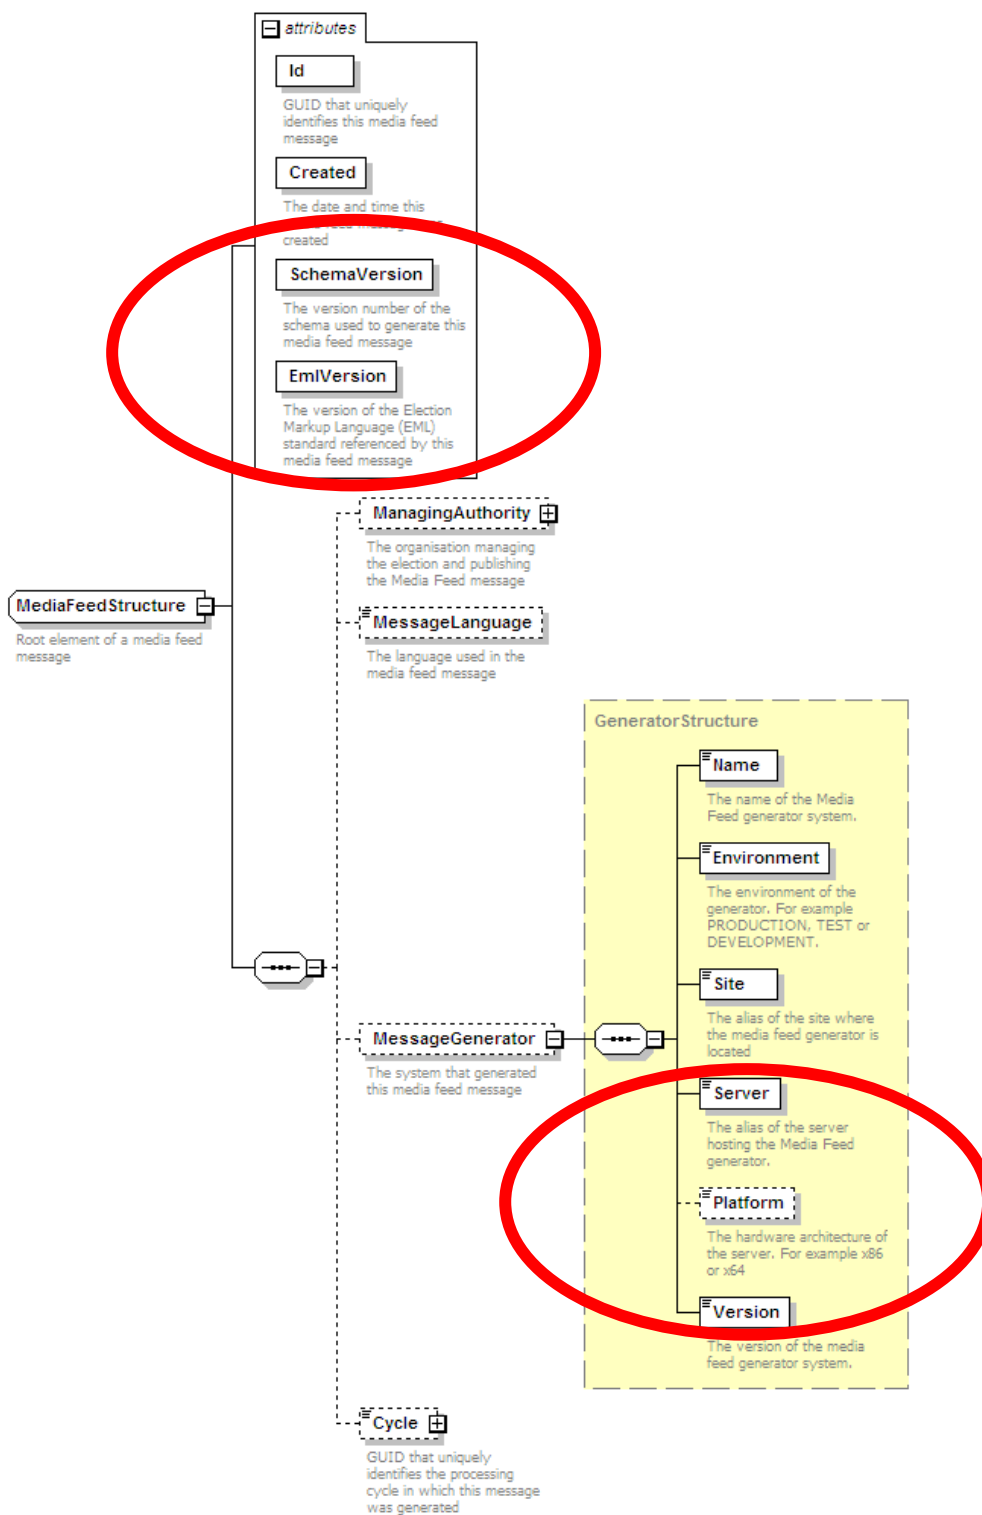 attributes
Id
GUID that uniquely
identifies this media feed
message
Created
The date and time this
created
SchemaVersion
The version number of the
schema used to generate this
media feed message
EmlVersion
The version of the Election
Markup Language (EML)
standard referenced by this
media feed message
ManagingAuthority
The organisation managing
the election and publishing
the Media Feed message
MediaFeedStructure
Root element of a media feed
message
MessageLanguage
The language used in the
media feed message
GeneratorStructure
Name
The name of the Media
Feed generator system.
Environment
The environment of the
generator. For example
PRODUCTION, TEST or
DEVELOPMENT.
Site
The alias of the site where
the media feed generator is
located
MessageGenerator
The system that generated
this media feed message
Server
The alias of the server
hosting the Media Feed
generator.
Platform
The hardware architecture of
the server. For example x86
or x64
Version
The version of the media
feed generator system.
Cycle
GUID that uniquely
identifies the processing
cycle in which this message
was generated